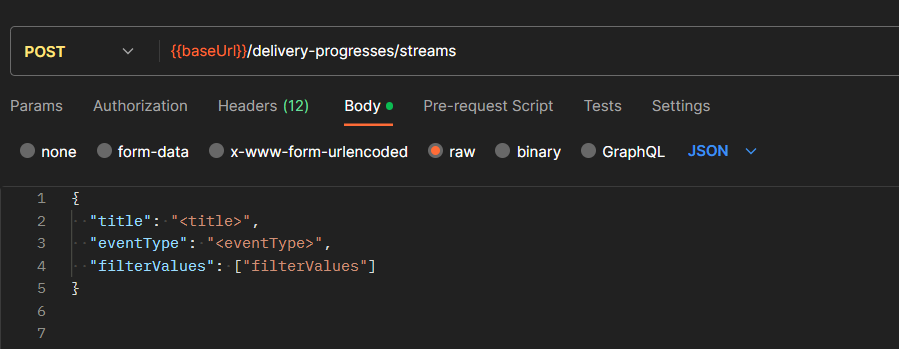 POST {{baseUrl}}/delivery-progresses/streams
Params Authorization Headers (12) Body Pre-request Script Tests Settings
none form-data x-www-form-urlencoded raw binary GraphQL JSON
1 {
2 "title": "<title>",
3 "eventType": "<eventType>",
4 "filterValues": ["filterValues"]
5 }
6
7